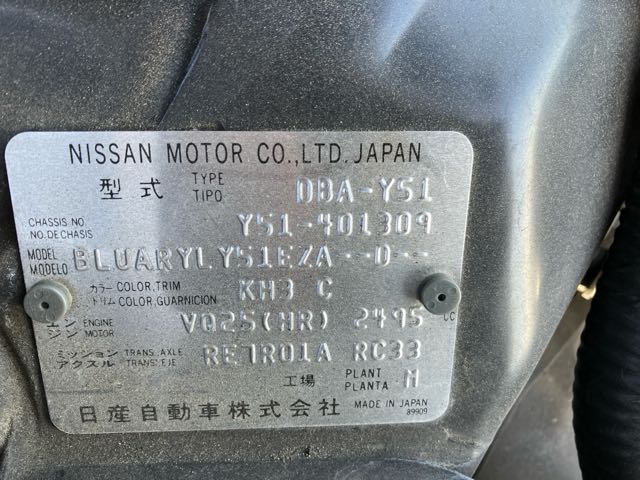 NISSAN MOTOR CO.,LTD. JAPAN
型式 TYPE TIPO DBA-Y51
CHASSIS NO. NO.DE CHASIS Y51-401309
MODEL MODELO BLUARYLY51EZA--D--
カラー COLOR,TRIM トリム COLOR,GUARNICION KH3 C
エンジン ENGINE MOTOR VQ25(HR) 2495 CC
ミッション アクスル TRANS.AXLE TRANS.EJE RE7R01A RC33
工場 PLANT PLANTA M
日産自動車株式会社 MADE IN JAPAN
89909